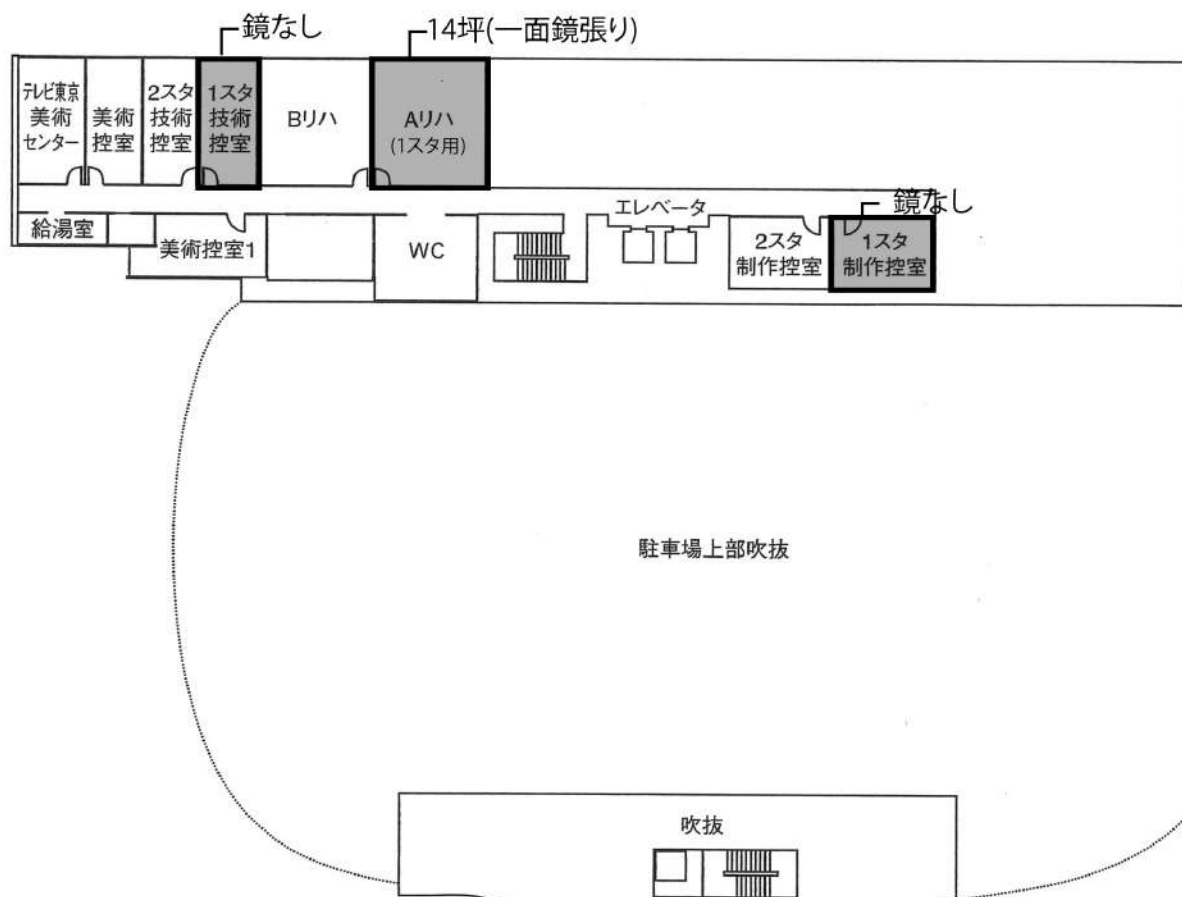 鏡なし
14坪(一面鏡張り)
テレビ東京
美術
センター
美術
控室
2スタ
技術
控室
1スタ
技術
控室
Bリハ
Aリハ
(1スタ用)
給湯室
美術控室1
WC
エレベータ
鏡なし
2スタ
制作控室
1スタ
制作控室
駐車場上部吹抜
吹抜